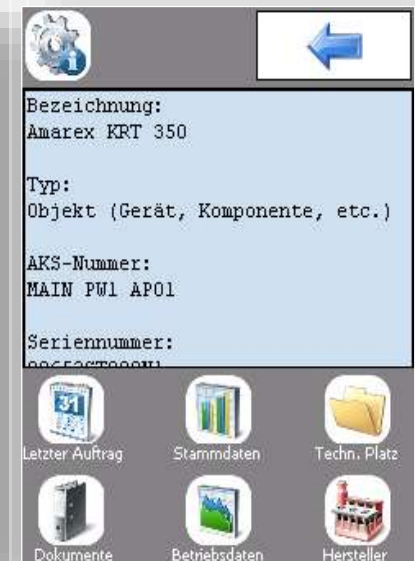 Bezeichnung:
Amarex KRT 350
Typ:
Objekt (Gerät, Komponente, etc.)
AKS-Nummer:
MAIN PW1 AP01
Seriennummer:
31
Letzter Auftrag
Stammdaten
Techn. Platz
Dokumente
Betriebsdaten
Hersteller